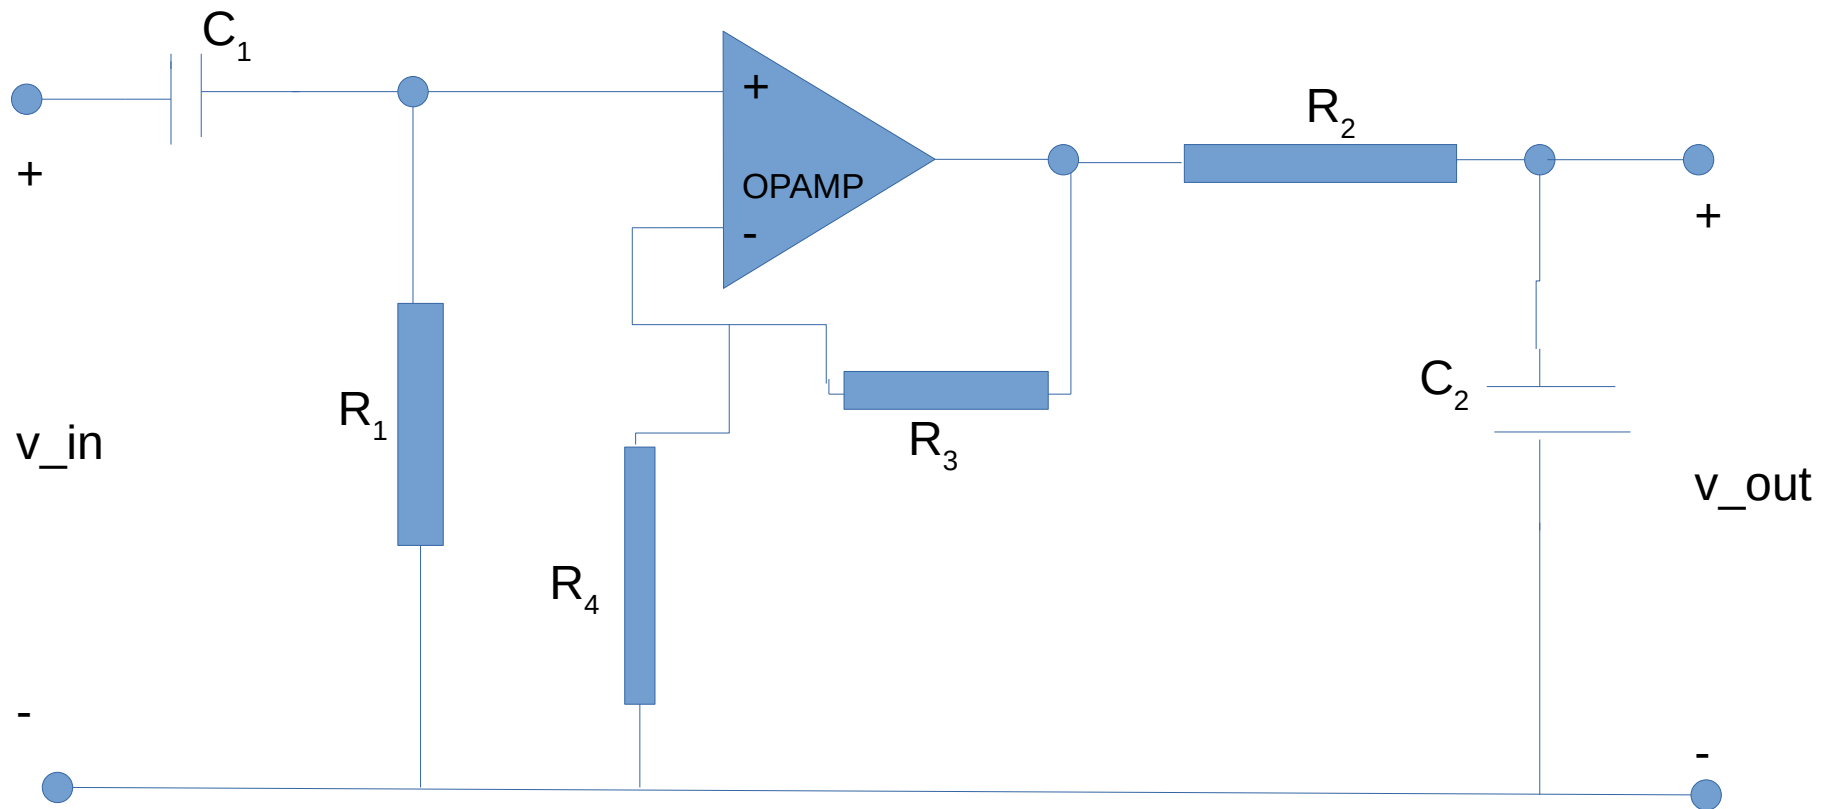 C1
+
+
OPAMP
-
R2
+
+
R1
v_in
R3
C2
v_out
R4
-
-